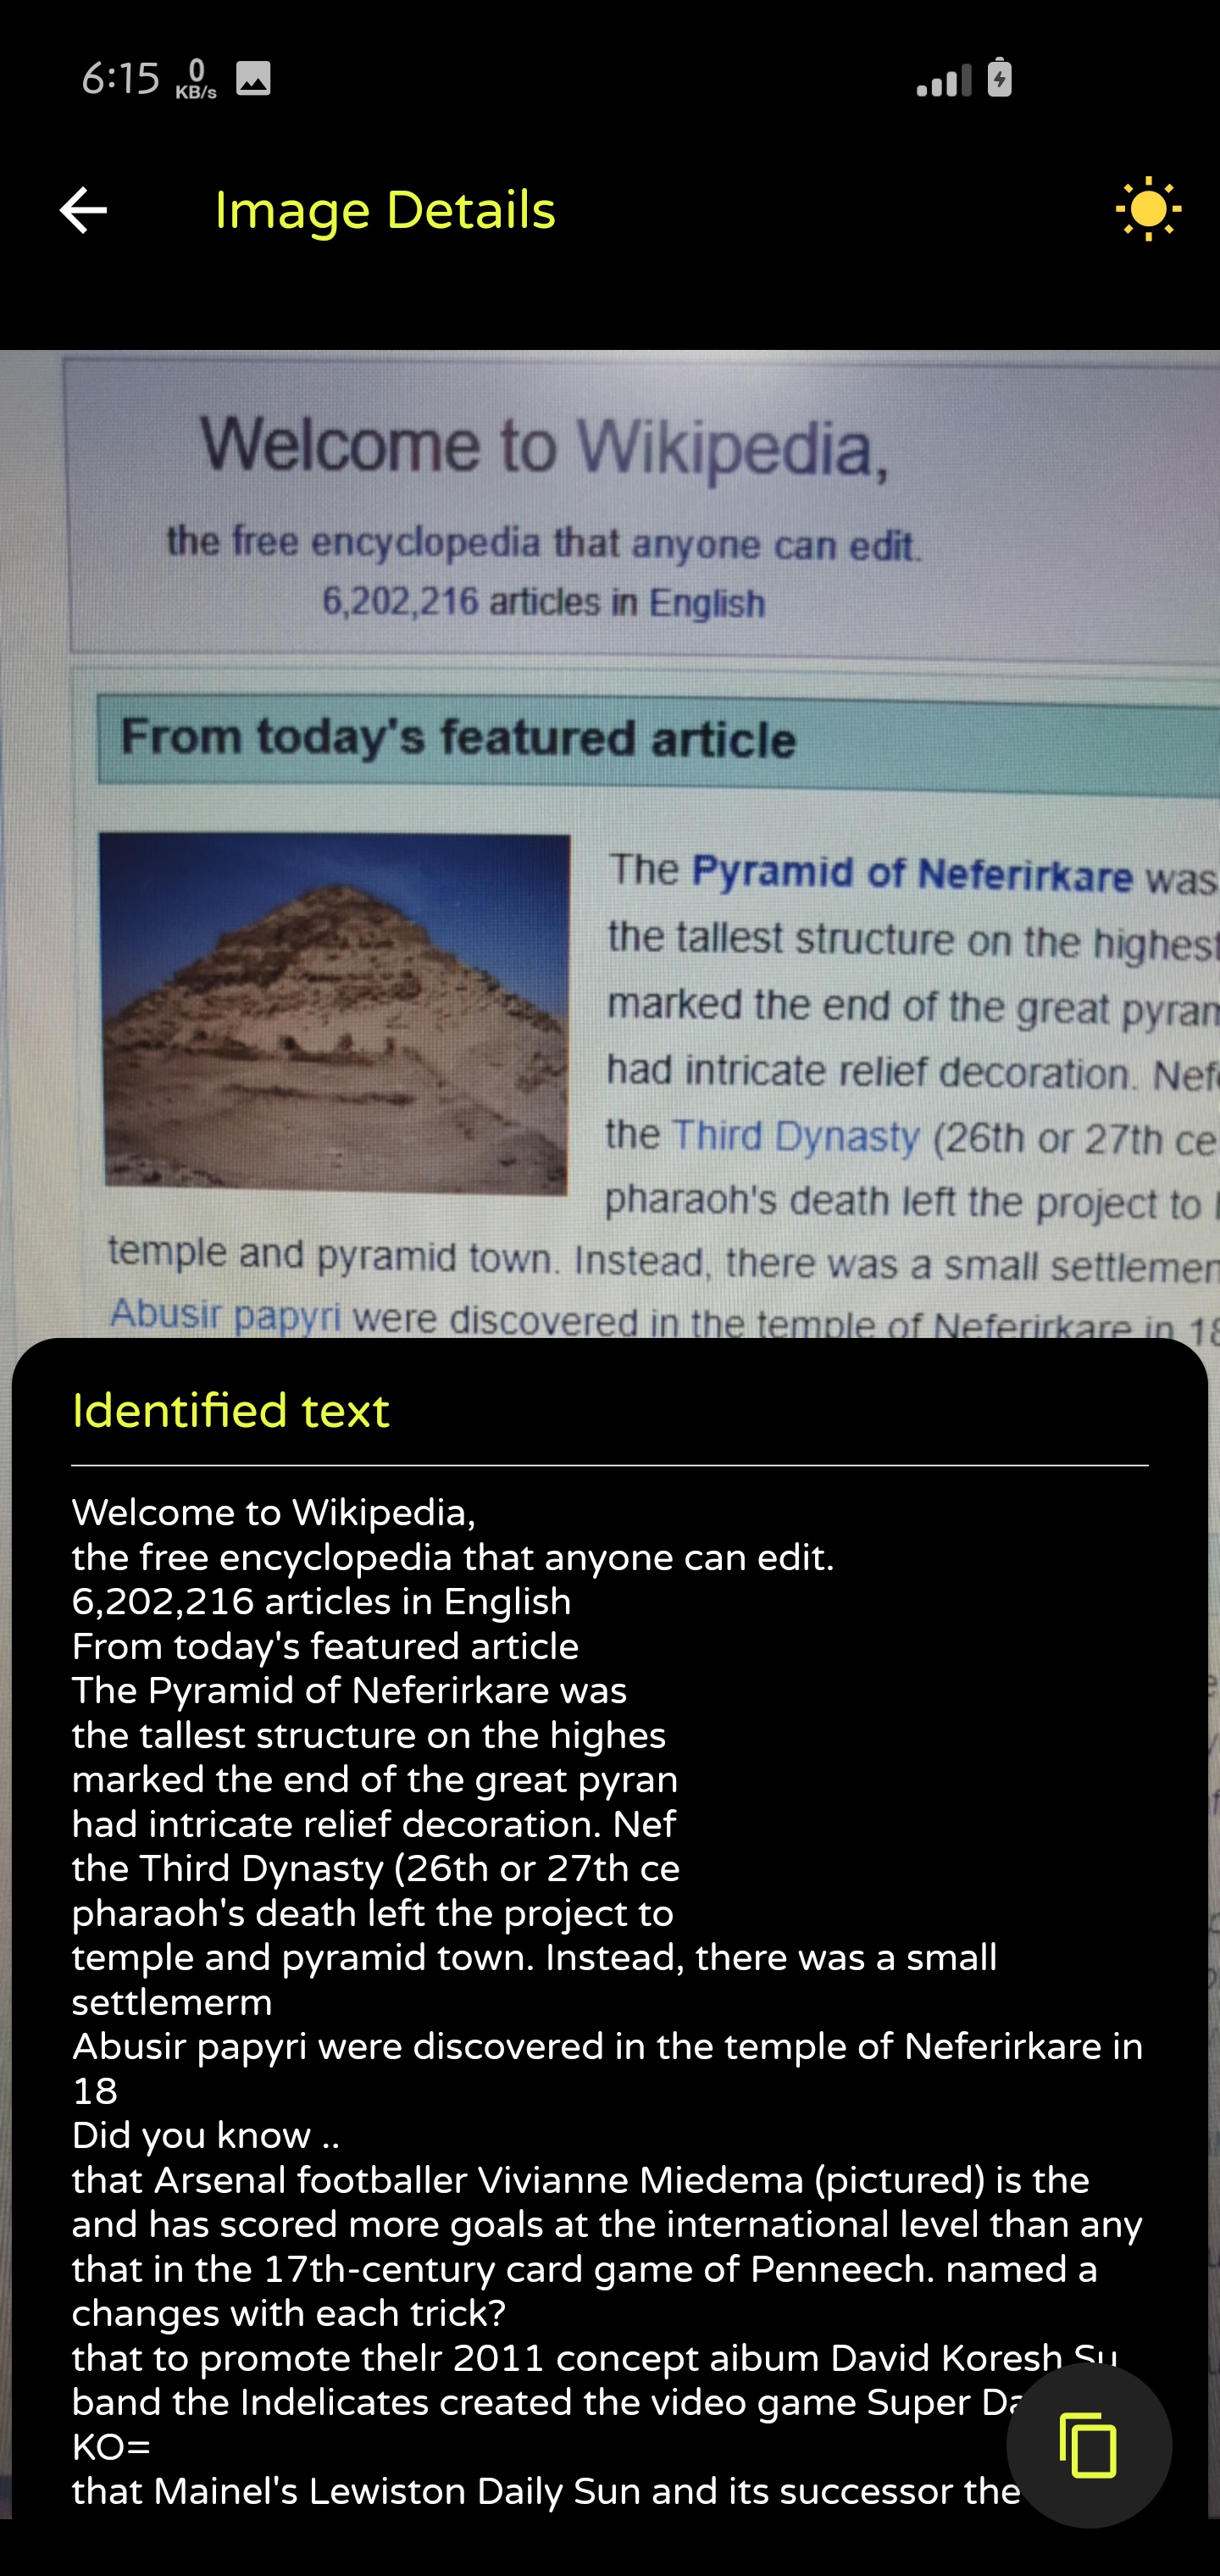 6:15
0
KB/s
Image Details
Welcome to Wikipedia,
the free encyclopedia that anyone can edit.
6,202,216 articles in English
From today's featured article
The Pyramid of Neferirkare was
the tallest structure on the highest
marked the end of the great pyram
had intricate relief decoration. Nefe
the Third Dynasty (26th or 27th ce
pharaoh's death left the project to
temple and pyramid town. Instead, there was a small settlemen
Abusir papyri were discovered in the temple of Neferirkare in 18
Identified text
Welcome to Wikipedia,
the free encyclopedia that anyone can edit.
6,202,216 articles in English
From today's featured article
The Pyramid of Neferirkare was
the tallest structure on the highes
marked the end of the great pyran
had intricate relief decoration. Nef
the Third Dynasty (26th or 27th ce
pharaoh's death left the project to
temple and pyramid town. Instead, there was a small
settlemerm
Abusir papyri were discovered in the temple of Neferirkare in
18
Did you know ..
that Arsenal footballer Vivianne Miedema (pictured) is the
and has scored more goals at the international level than any
that in the 17th-century card game of Penneech. named a
changes with each trick?
that to promote thelr 2011 concept aibum David Koresh Su
band the Indelicates created the video game Super Da
KO=
that Mainel's Lewiston Daily Sun and its successor the